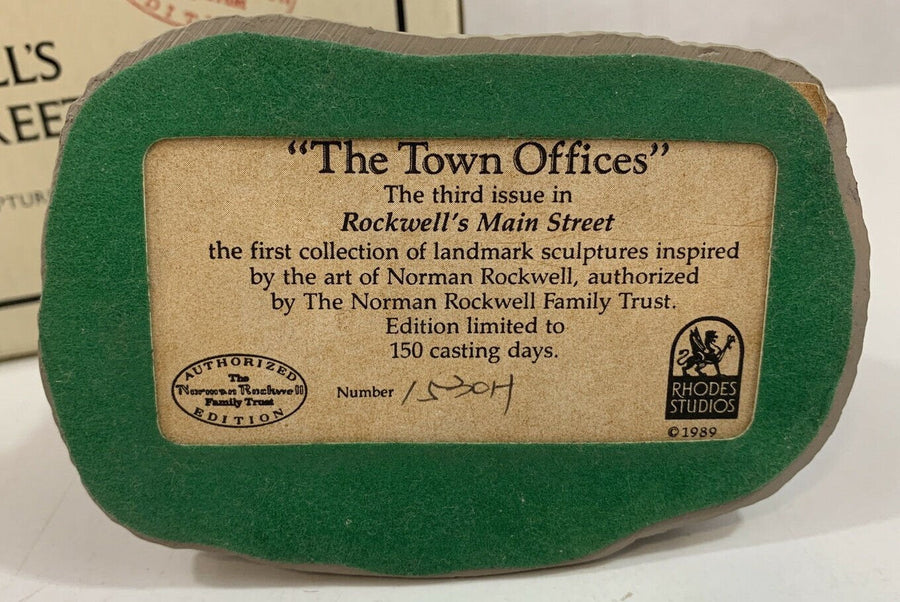 LL'S
REET
EDITION
"The Town Offices"
The third issue in
Rockwell's Main Street
the first collection of landmark sculptures inspired
by the art of Norman Rockwell, authorized
by The Norman Rockwell Family Trust.
Edition limited to
150 casting days.
AUTHORIZED
The
Norman Rockwell
Family Trust
EDITION
Number 1530H
RHODES
STUDIOS
©1989